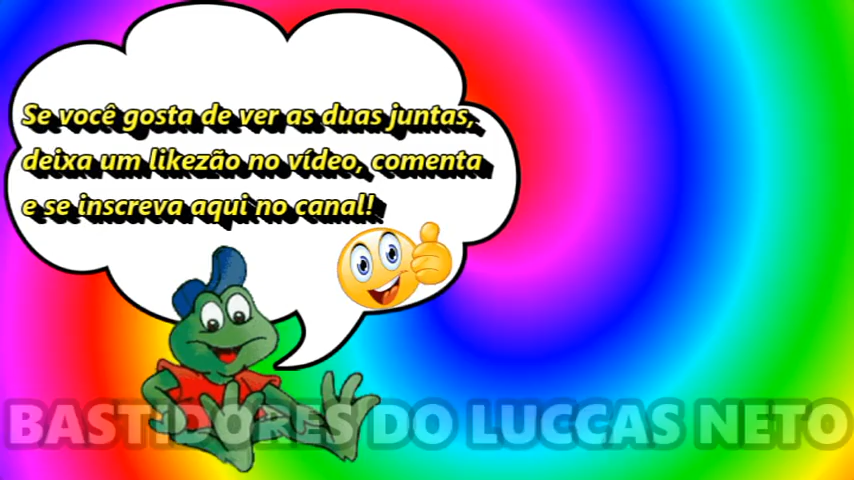 Se você gosta de ver as duas juntas,
deixa um likezão no vídeo, comenta
e se inscreva aqui no canal!
BASTIDORES DO LUCCAS NETO